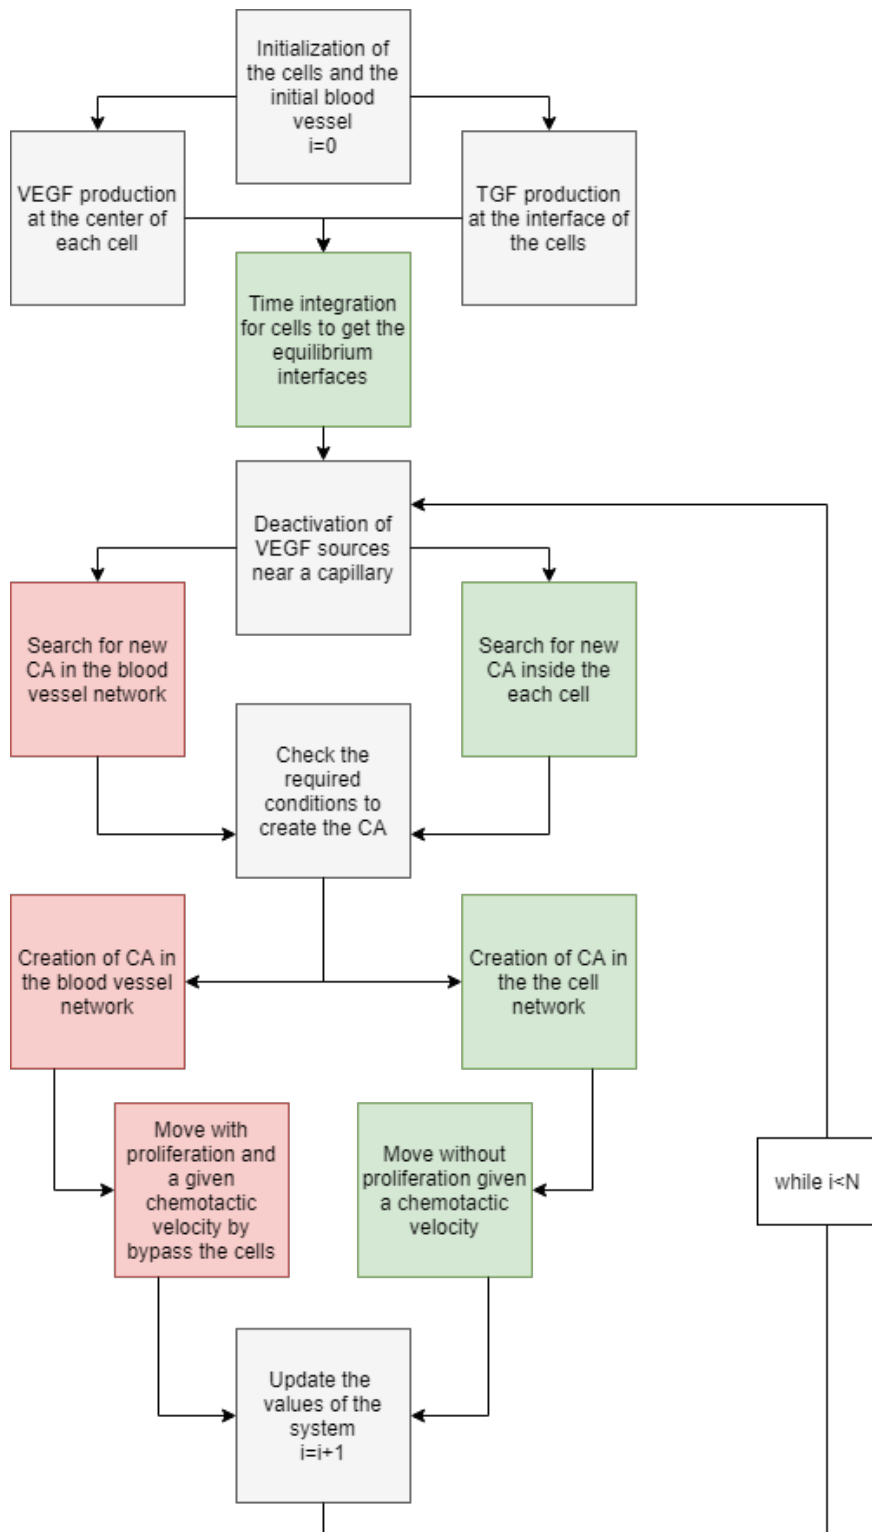 Initialization of
the cells and the
initial blood
vessel
i=0
VEGF production
at the center of
each cell
TGF production
at the interface of
the cells
Time integration
for cells to get the
equilibrium
interfaces
Deactivation of
VEGF sources
near a capillary
Search for new
CA in the blood
vessel network
Search for new
CA inside the
each cell
Check the
required
conditions to
create the CA
Creation of CA in
the blood vessel
network
Creation of CA in
the the cell
network
Move with
proliferation and
a given
chemotactic
velocity by
bypass the cells
Move without
proliferation given
a chemotactic
velocity
while i<N
Update the
values of the
system
i=i+1